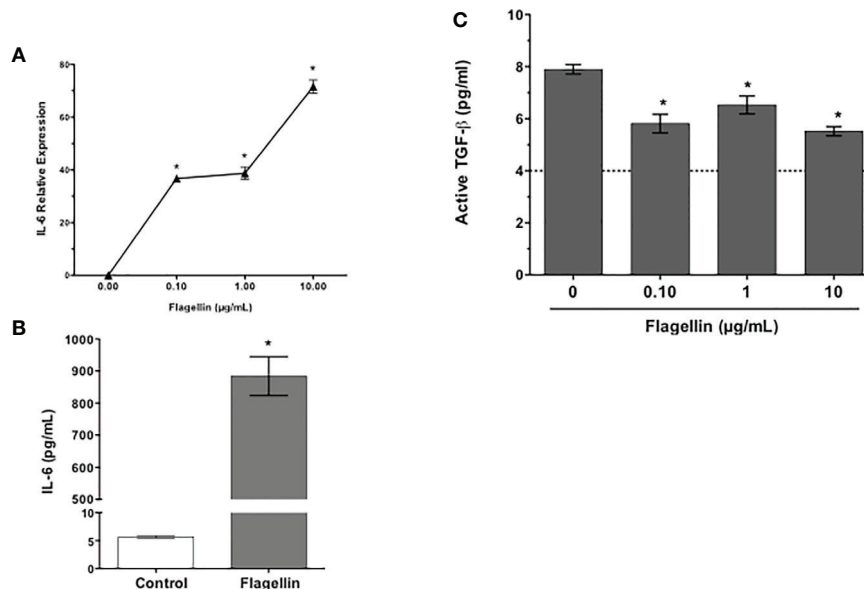 A
IL-6 Relative Expression
80
60
40
20
0
*
*
*
0.00 0.10 1.00 10.00
Flagellin (µg/mL)
B
IL-6 (pg/mL)
1000
900
800
700
600
500
10
5
0
*
Control Flagellin
C
Active TGF-β (pg/ml)
10
8
6
4
2
0
*
*
*
0 0.10 1 10
Flagellin (µg/mL)